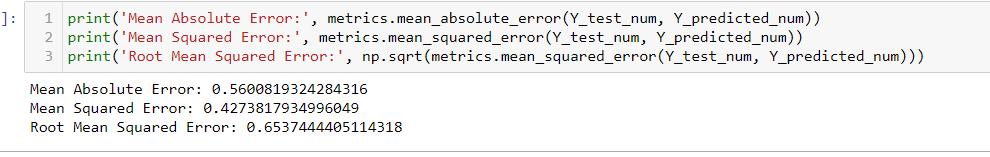 ]:
1 print('Mean Absolute Error:', metrics.mean_absolute_error(Y_test_num, Y_predicted_num))
2 print('Mean Squared Error:', metrics.mean_squared_error(Y_test_num, Y_predicted_num))
3 print('Root Mean Squared Error:', np.sqrt(metrics.mean_squared_error(Y_test_num, Y_predicted_num)))
Mean Absolute Error: 0.5600819324284316
Mean Squared Error: 0.4273817934996049
Root Mean Squared Error: 0.6537444405114318